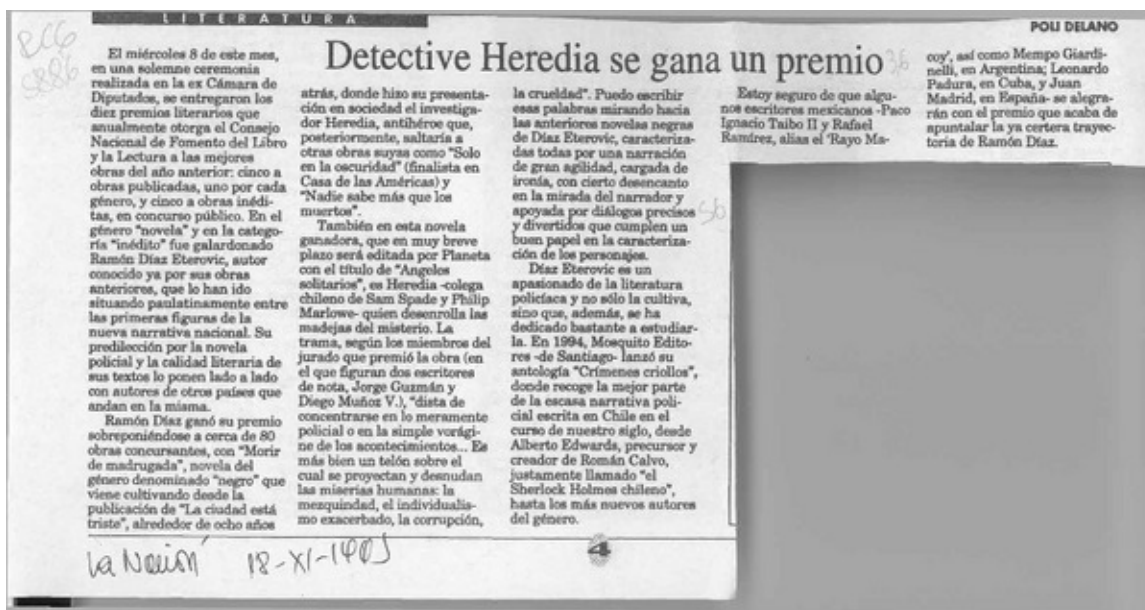 LITERATURA
POLI DELANO
Detective Heredia se gana un premio
El miércoles 8 de este mes,
en una solemne ceremonia
realizada en la ex Cámara de
Diputados, se entregaron los
diez premios literarios que
anualmente otorga el Consejo
Nacional de Fomento del Libro
y la Lectura a las mejores
obras del año anterior: cinco a
obras publicadas, uno por cada
género, y cinco a obras inédi-
tas, en concurso público. En el
género "novela" y en la catego-
ría "inédito" fue galardonado
Ramón Díaz Eterovic, autor
conocido ya por sus obras
anteriores, que lo han ido
situando paulatinamente entre
las primeras figuras de la
nueva narrativa nacional. Su
predilección por la novela
policial y la calidad literaria de
sus textos lo ponen lado a lado
con autores de otros países que
andan en la misma.
Ramón Díaz ganó su premio
sobreponiéndose a cerca de 80
obras concursantes, con "Morir
de madrugada", novela del
género denominado "negro" que
viene cultivando desde la
publicación de "La ciudad está
triste", alrededor de ocho años
atrás, donde hizo su presenta-
ción en sociedad el investiga-
dor Heredia, antihéroe que,
posteriormente, saltaría a
otras obras suyas como "Solo
en la oscuridad" (finalista en
Casa de las Américas) y
"Nadie sabe más que los
muertos".
También en esta novela
ganadora, que en muy breve
plazo será editada por Planeta
con el título de "Angeles
solitarios", es Heredia -colega
chileno de Sam Spade y Philip
Marlowe- quien desenrolla las
madejas del misterio. La
trama, según los miembros del
jurado que premió la obra (en
el que figuran dos escritores
de nota, Jorge Guzmán y
Diego Muñoz V.), "dista de
concentrarse en lo meramente
policial o en la simple vorági-
ne de los acontecimientos... Es
más bien un telón sobre el
cual se proyectan y desnudan
las miserias humanas: la
mezquindad, el individualis-
mo exacerbado, la corrupción,
la crueldad". Puedo escribir
esas palabras mirando hacia
las anteriores novelas negras
de Díaz Eterovic, caracteriza-
das todas por una narración
de gran agilidad, cargada de
ironía, con cierto desencanto
en la mirada del narrador y
apoyada por diálogos precisos
y divertidos que cumplen un
buen papel en la caracteriza-
ción de los personajes.
Díaz Eterovic es un
apasionado de la literatura
policíaca y no sólo la cultiva,
sino que, además, se ha
dedicado bastante a estudiar-
la. En 1994, Mosquito Edito-
res -de Santiago- lanzó su
antología "Crímenes criollos",
donde recoge la mejor parte
de la escasa narrativa poli-
cial escrita en Chile en el
curso de nuestro siglo, desde
Alberto Edwards, precursor y
creador de Román Calvo,
justamente llamado "el
Sherlock Holmes chileno",
hasta los más nuevos autores
del género.
Estoy seguro de que algu-
nos escritores mexicanos -Paco
Ignacio Taibo II y Rafael
Ramírez, alias el 'Rayo Ma-
coy', así como Mempo Giardi-
nelli, en Argentina; Leonardo
Padura, en Cuba, y Juan
Madrid, en España- se alegra-
rán con el premio que acaba de
apuntalar la ya certera trayec-
toria de Ramón Díaz.
La Nación 18-XI-
4